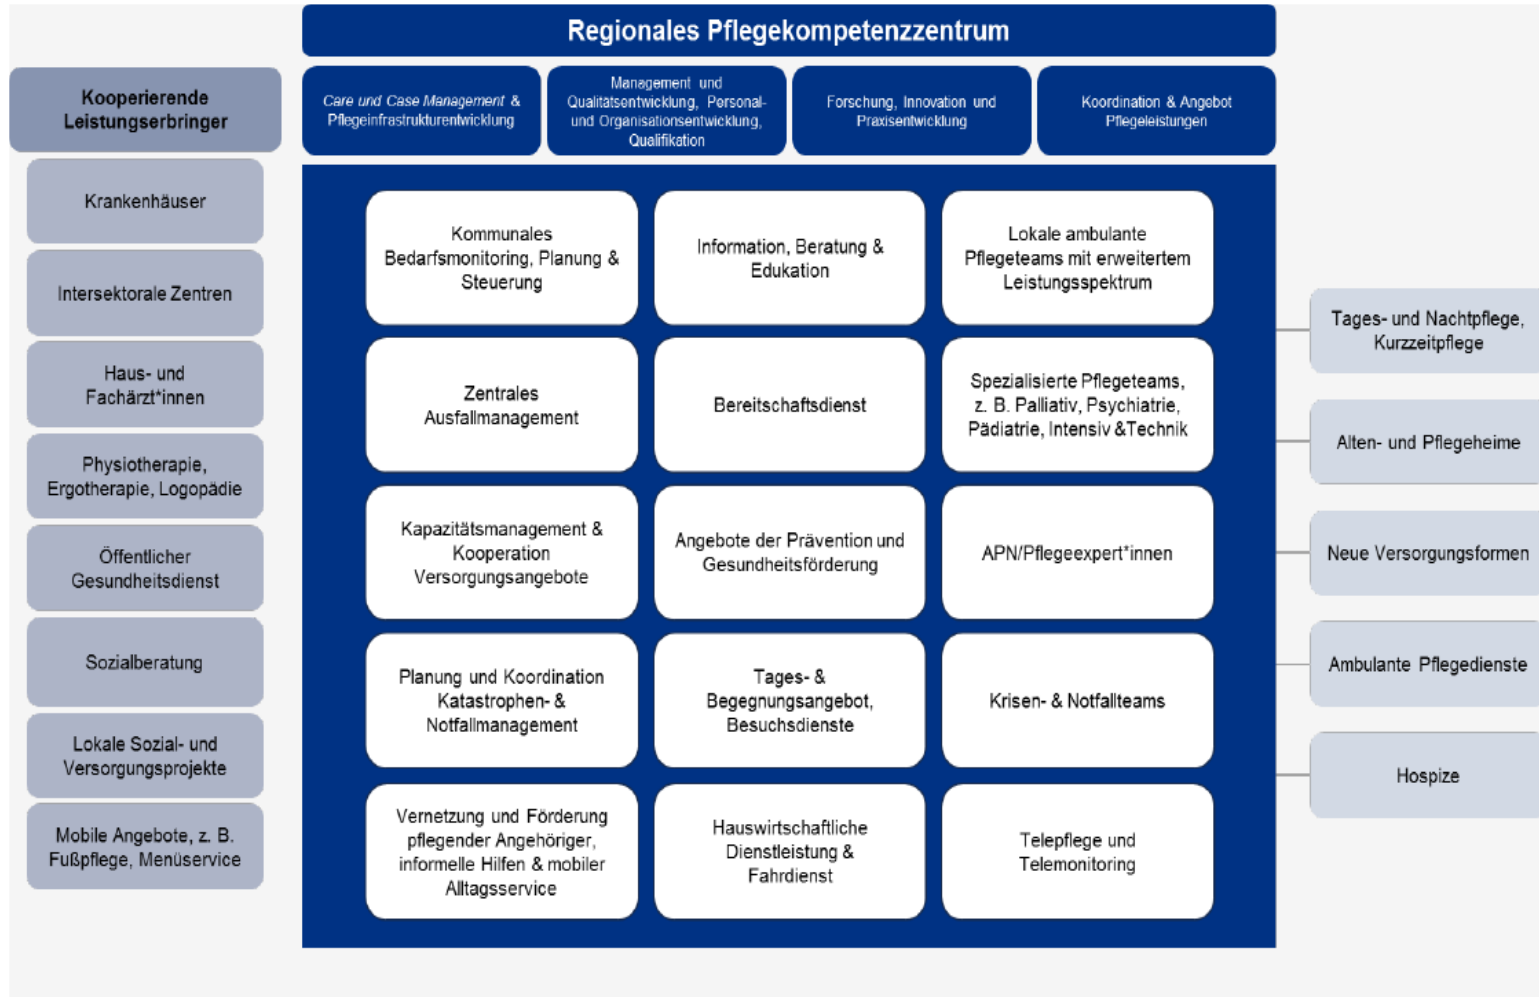 Regionales Pflegekompetenzzentrum
Kooperierende
Leistungserbringer
Care und Case Management &
Pflegeinfrastrukturentwicklung
Management und
Qualitätsentwicklung, Personal-
und Organisationsentwicklung,
Qualifikation
Forschung, Innovation und
Praxisentwicklung
Koordination & Angebot
Pflegeleistungen
Krankenhäuser
Intersektorale Zentren
Haus- und
Fachärzt*innen
Physiotherapie,
Ergotherapie, Logopädie
Öffentlicher
Gesundheitsdienst
Sozialberatung
Lokale Sozial- und
Versorgungsprojekte
Mobile Angebote, z. B.
Fußpflege, Menüservice
Kommunales
Bedarfsmonitoring, Planung &
Steuerung
Information, Beratung &
Edukation
Lokale ambulante
Pflegeteams mit erweitertem
Leistungsspektrum
Zentrales
Ausfallmanagement
Bereitschaftsdienst
Spezialisierte Pflegeteams,
z. B. Palliativ, Psychiatrie,
Pädiatrie, Intensiv &Technik
Kapazitätsmanagement &
Kooperation
Versorgungsangebote
Angebote der Prävention und
Gesundheitsförderung
APN/Pflegeexpert*innen
Planung und Koordination
Katastrophen- &
Notfallmanagement
Tages- &
Begegnungsangebot,
Besuchsdienste
Krisen- & Notfallteams
Vernetzung und Förderung
pflegender Angehöriger,
informelle Hilfen & mobiler
Alltagsservice
Hauswirtschaftliche
Dienstleistung &
Fahrdienst
Telepflege und
Telemonitoring
Tages- und Nachtpflege,
Kurzzeitpflege
Alten- und Pflegeheime
Neue Versorgungsformen
Ambulante Pflegedienste
Hospize